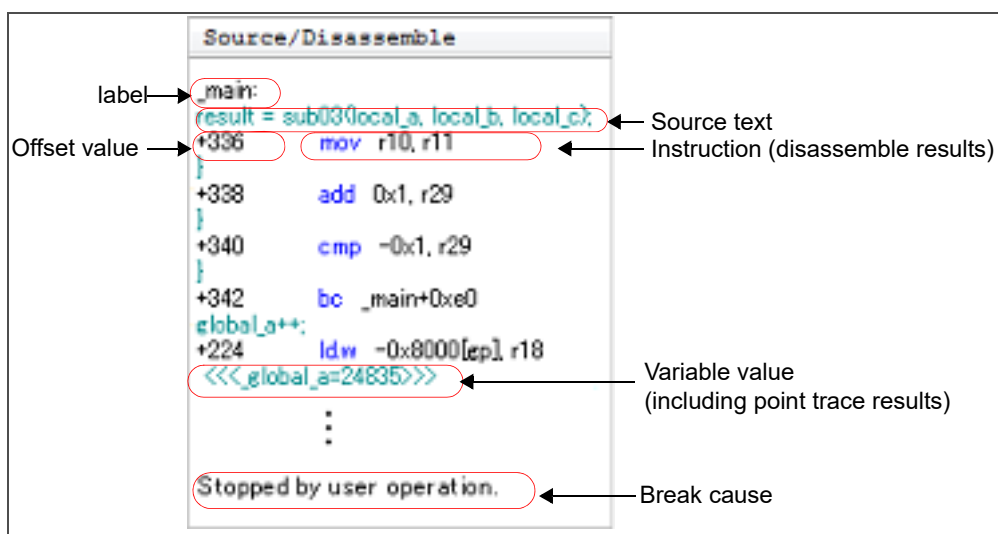 Source/Disassemble
label
_main:
result = sub03(local_a, local_b, local_c);
Source text
Offset value
+336 mov r10, r11
Instruction (disassemble results)
}
+338 add 0x1, r29
}
+340 cmp -0x1, r29
}
+342 bc _main+0xe0
global_a++;
+224 ld.w -0x8000[gp], r18
<<<_global_a=24835>>>
Variable value
(including point trace results)
Stopped by user operation.
Break cause